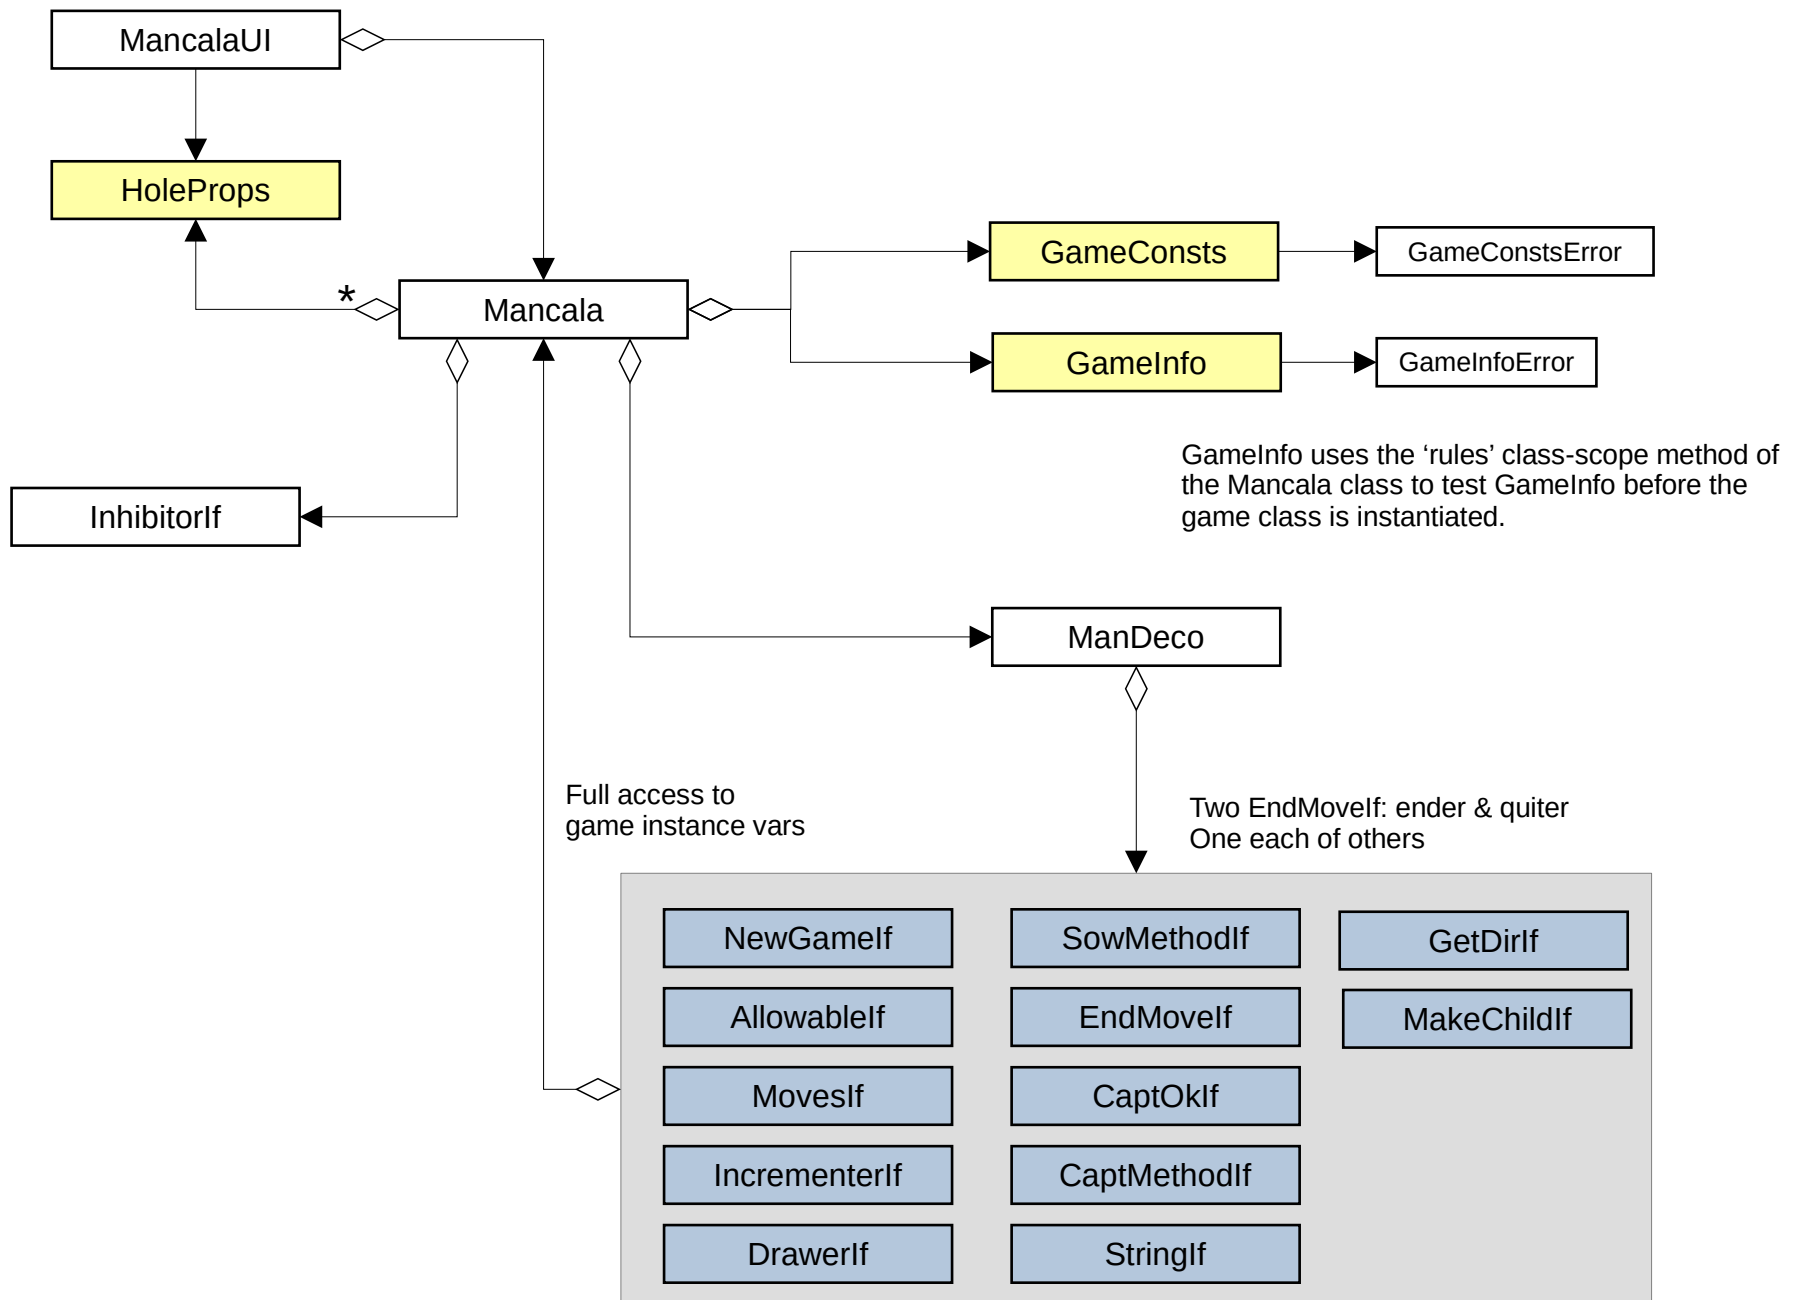 MancalaUI
HoleProps
*
Mancala
GameConsts
GameConstsError
GameInfo
GameInfoError
GameInfo uses the ‘rules’ class-scope method of
the Mancala class to test GameInfo before the
game class is instantiated.
InhibitorIf
ManDeco
Full access to
game instance vars
Two EndMoveIf: ender & quiter
One each of others
NewGameIf
SowMethodIf
GetDirIf
AllowableIf
EndMoveIf
MakeChildIf
MovesIf
CaptOkIf
IncrementerIf
CaptMethodIf
DrawerIf
StringIf